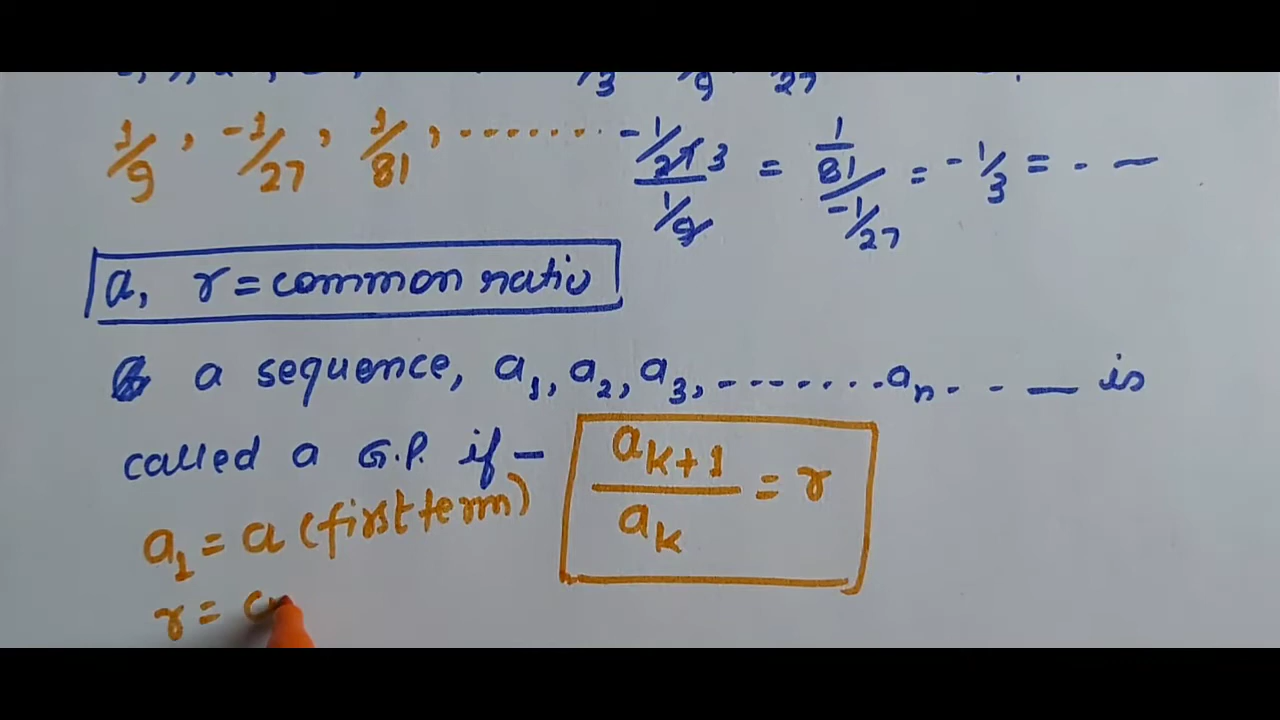 1/9, -1/27, 1/81, ....... -1/27 3 / 1/9 = 1/81 / -1/27 = -1/3 = . . —
a, r = common ratio
a sequence, a₁, a₂, a₃, ........aₙ. . . — is
called a G.P. if – aₖ₊₁ / aₖ = r
a₁ = a (first term)
r =